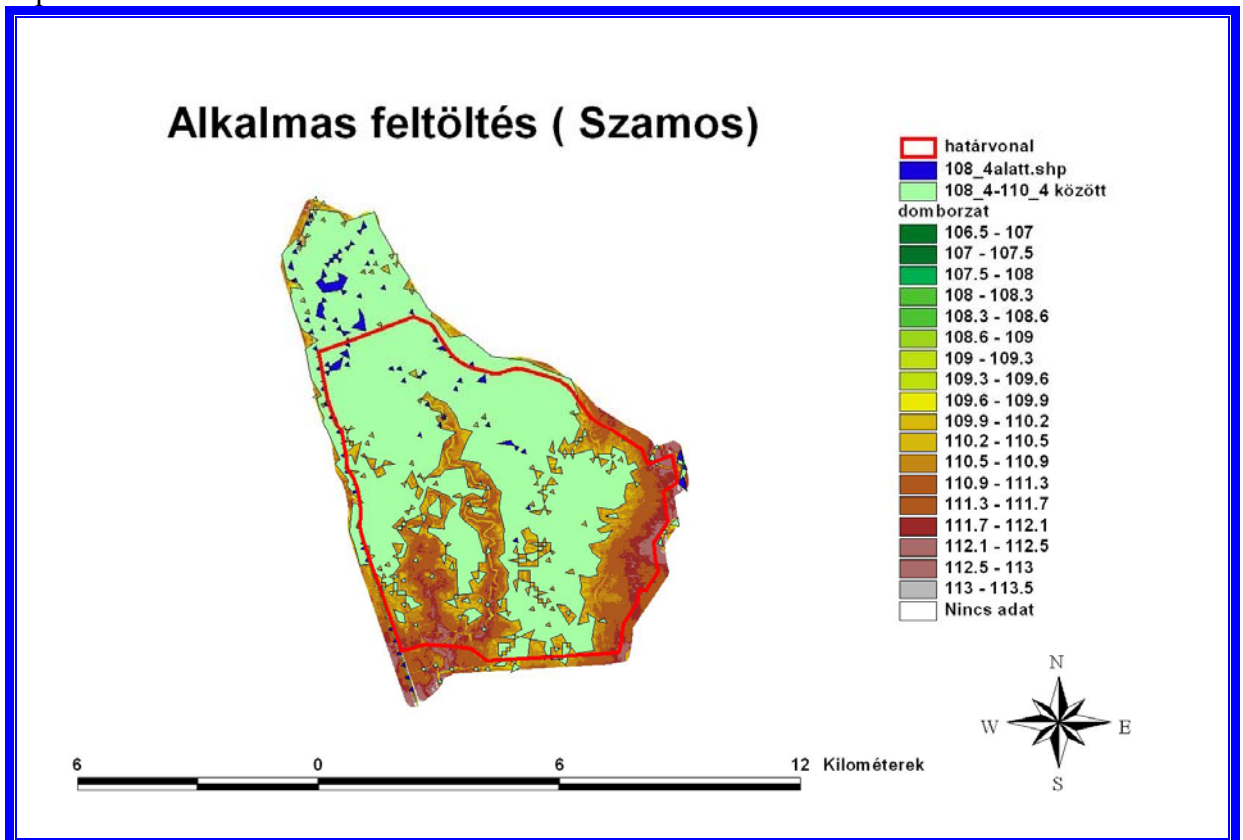 Alkalmas feltöltés ( Szamos)
határvonal
108_4alatt.shp
108_4-110_4 között
domborzat
106.5 - 107
107 - 107.5
107.5 - 108
108 - 108.3
108.3 - 108.6
108.6 - 109
109 - 109.3
109.3 - 109.6
109.6 - 109.9
109.9 - 110.2
110.2 - 110.5
110.5 - 110.9
110.9 - 111.3
111.3 - 111.7
111.7 - 112.1
112.1 - 112.5
112.5 - 113
113 - 113.5
Nincs adat
N
W E
S
6 0 6 12 Kilométerek